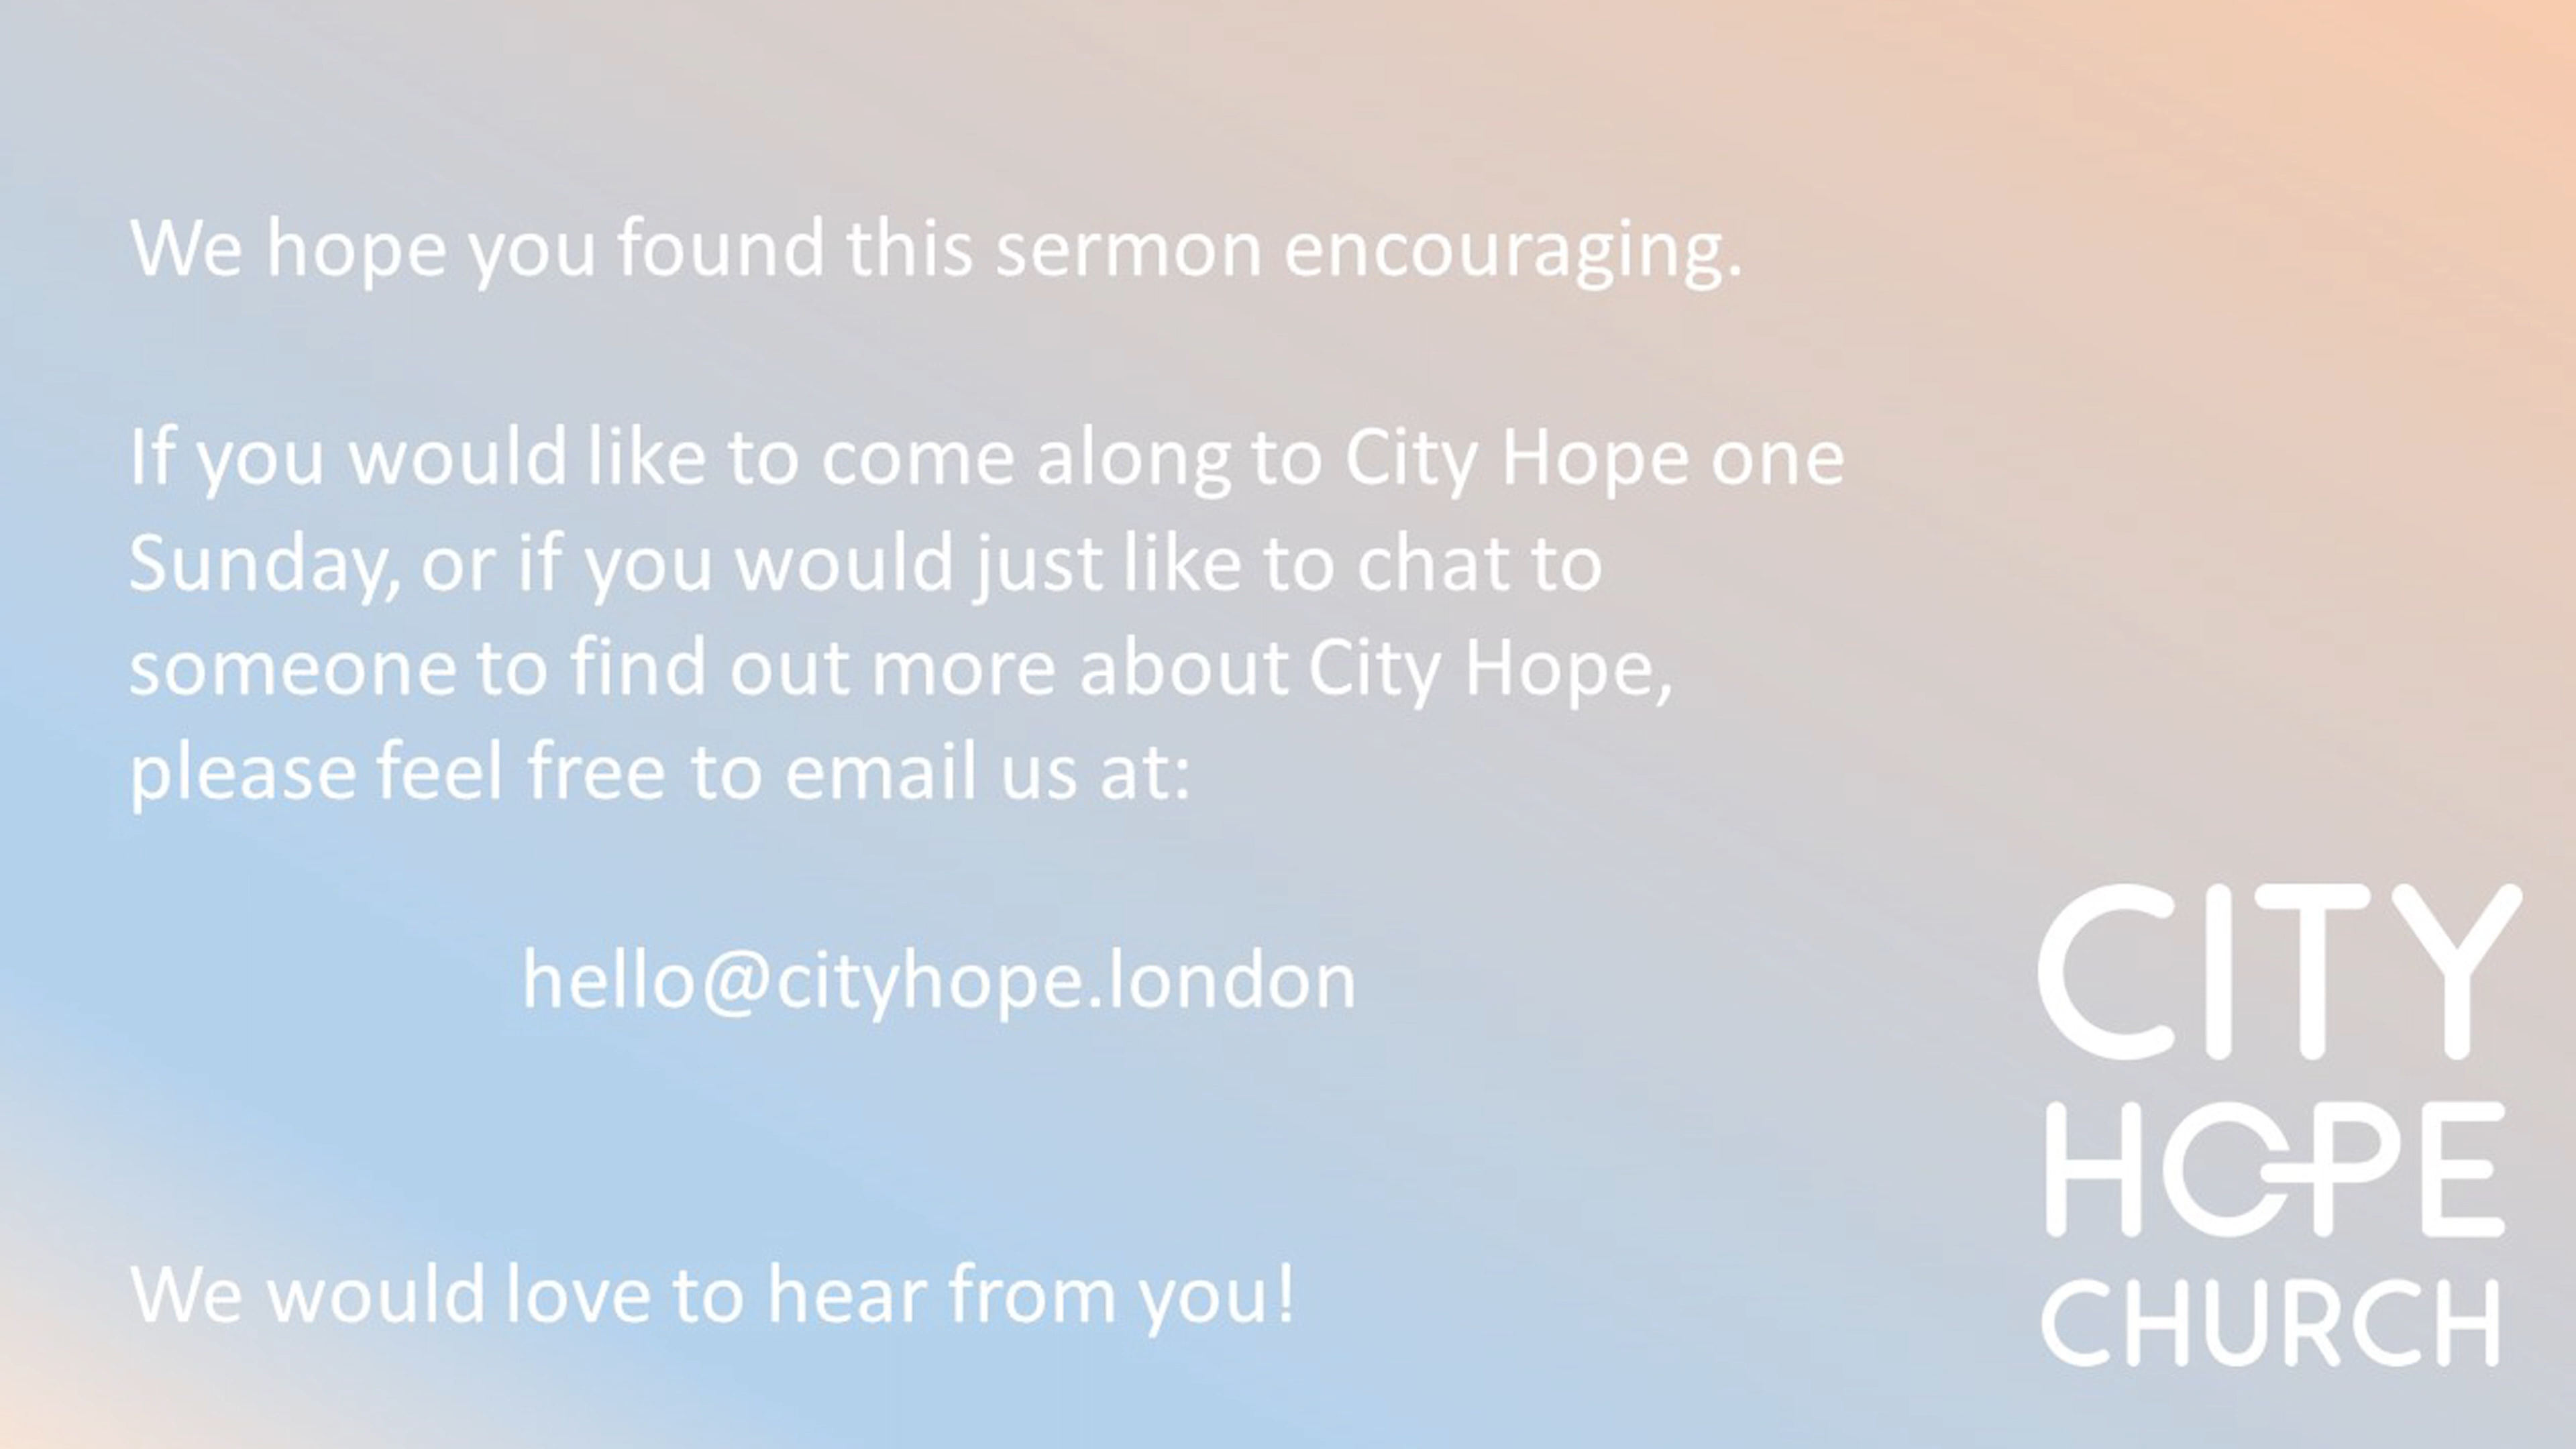 We hope you found this sermon encouraging.
If you would like to come along to City Hope one
Sunday, or if you would just like to chat to
someone to find out more about City Hope,
please feel free to email us at:
hello@cityhope.london
We would love to hear from you!
CITY
HOPE
CHURCH